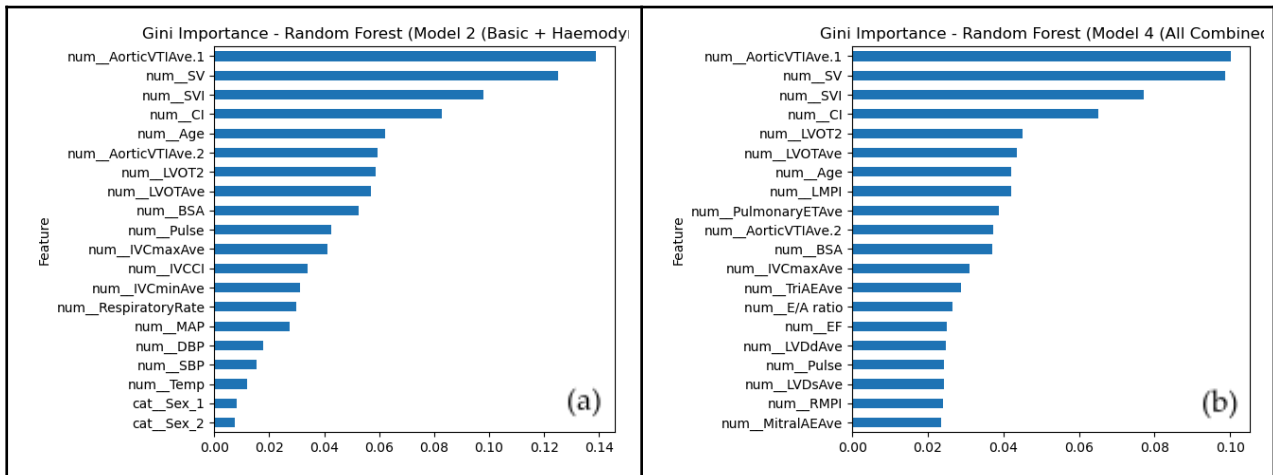 Gini Importance - Random Forest (Model 2 (Basic + Haemody
num__AorticVTIAve.1
num__SV
num__SVI
num__CI
num__Age
num__AorticVTIAve.2
num__LVOT2
num__LVOTAve
num__BSA
num__Pulse
num__IVCmaxAve
num__IVCCI
num__IVCminAve
num__RespiratoryRate
num__MAP
num__DBP
num__SBP
num__Temp
cat__Sex_1
cat__Sex_2
Feature
0.00 0.02 0.04 0.06 0.08 0.10 0.12 0.14
(a)
Gini Importance - Random Forest (Model 4 (All Combined
num__AorticVTIAve.1
num__SV
num__SVI
num__CI
num__LVOT2
num__LVOTAve
num__Age
num__LMPI
num__PulmonaryETAve
num__AorticVTIAve.2
num__BSA
num__IVCmaxAve
num__TriAEAve
num__E/A ratio
num__EF
num__LVDdAve
num__Pulse
num__LVDsAve
num__RMPI
num__MitralAEAve
Feature
0.00 0.02 0.04 0.06 0.08 0.10
(b)